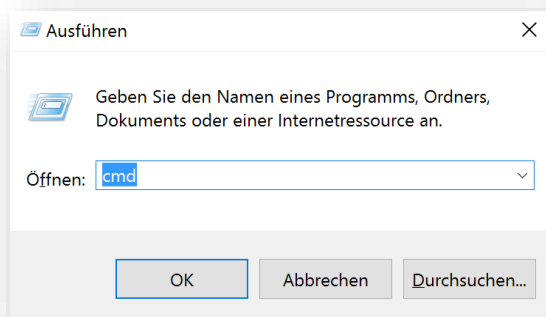 Ausführen
Geben Sie den Namen eines Programms, Ordners,
Dokuments oder einer Internetressource an.
Öffnen: cmd
OK Abbrechen Durchsuchen...